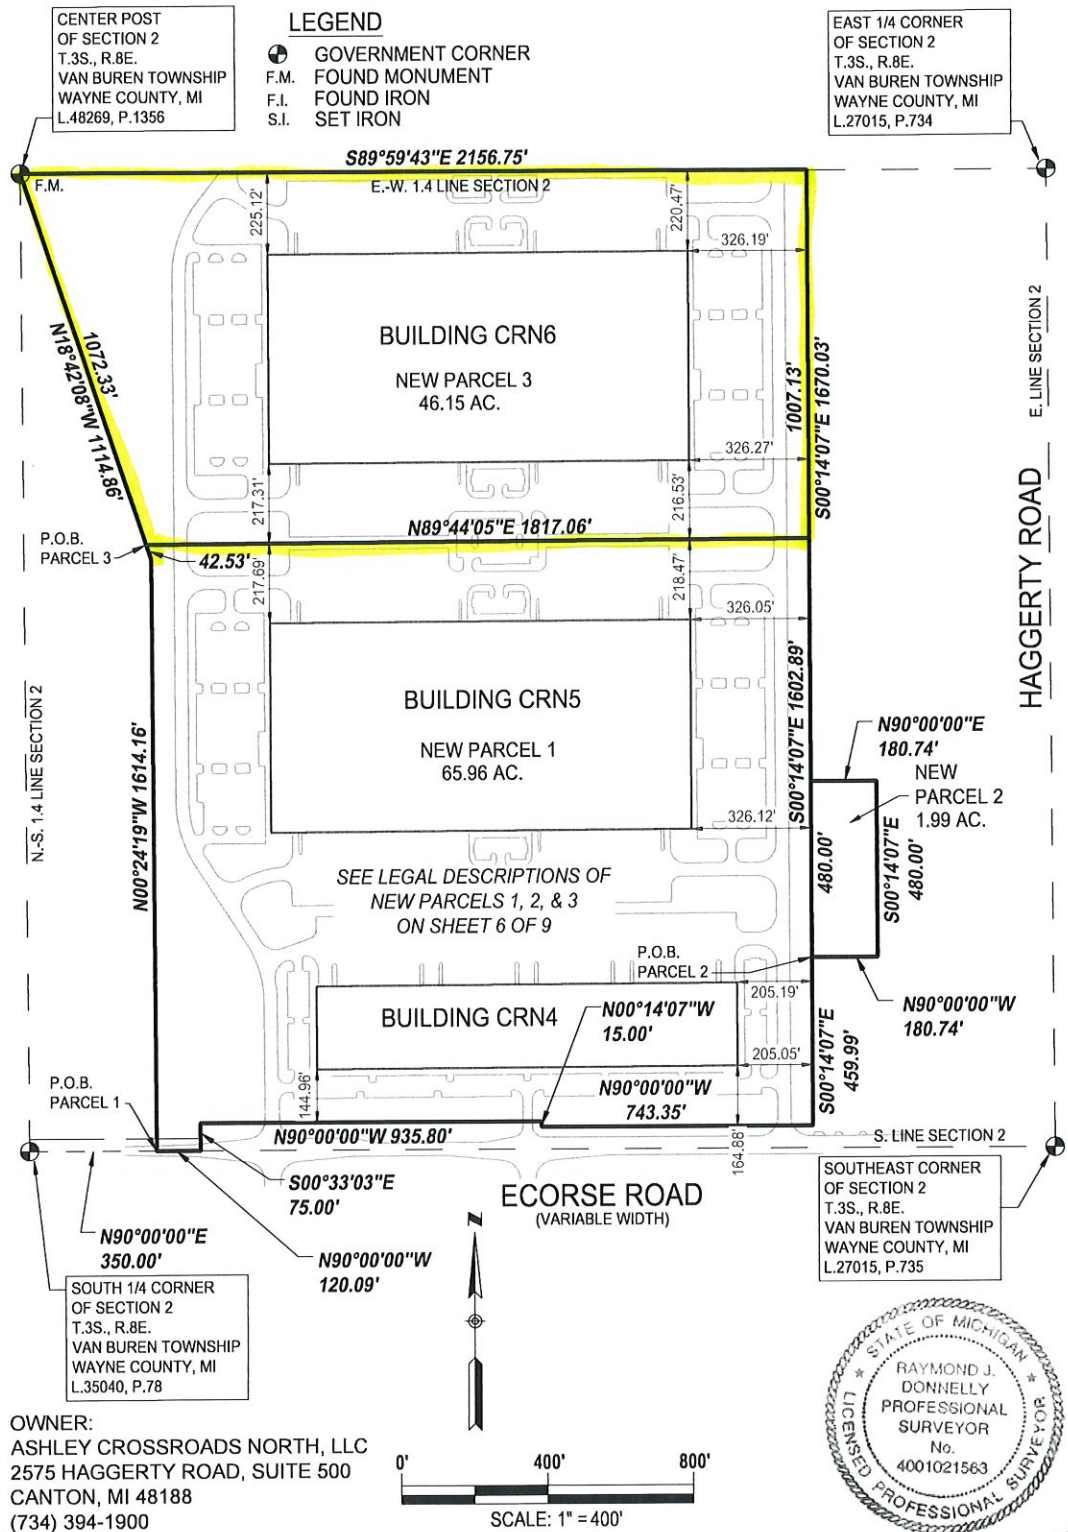 CENTER POST
OF SECTION 2
T.3S., R.8E.
VAN BUREN TOWNSHIP
WAYNE COUNTY, MI
L.48269, P.1356
LEGEND
GOVERNMENT CORNER
F.M. FOUND MONUMENT
F.I. FOUND IRON
S.I. SET IRON
EAST 1/4 CORNER
OF SECTION 2
T.3S., R.8E.
VAN BUREN TOWNSHIP
WAYNE COUNTY, MI
L.27015, P.734
S89°59'43"E 2156.75'
F.M.
E.-W. 1.4 LINE SECTION 2
225.12'
220.47'
326.19'
BUILDING CRN6
NEW PARCEL 3
46.15 AC.
1072.33'
N18°42'08"W 1114.86'
1007.13'
S00°14'07"E 1670.03'
E. LINE SECTION 2
HAGGERTY ROAD
326.27'
217.31'
216.53'
N89°44'05"E 1817.06'
P.O.B.
PARCEL 3
42.53'
217.69'
218.47'
326.05'
BUILDING CRN5
NEW PARCEL 1
65.96 AC.
N.-S. 1.4 LINE SECTION 2
N00°24'19"W 1614.16'
S00°14'07"E 1602.89'
N90°00'00"E
180.74'
NEW
PARCEL 2
1.99 AC.
326.12'
480.00'
S00°14'07"E
480.00'
SEE LEGAL DESCRIPTIONS OF
NEW PARCELS 1, 2, & 3
ON SHEET 6 OF 9
P.O.B.
PARCEL 2
205.19'
N90°00'00"W
180.74'
BUILDING CRN4
N00°14'07"W
15.00'
205.05'
S00°14'07"E
459.99'
P.O.B.
PARCEL 1
144.96'
N90°00'00"W
743.35'
N90°00'00"W 935.80'
164.88'
S. LINE SECTION 2
S00°33'03"E
75.00'
ECORSE ROAD
(VARIABLE WIDTH)
N90°00'00"E
350.00'
N90°00'00"W
120.09'
SOUTHEAST CORNER
OF SECTION 2
T.3S., R.8E.
VAN BUREN TOWNSHIP
WAYNE COUNTY, MI
L.27015, P.735
SOUTH 1/4 CORNER
OF SECTION 2
T.3S., R.8E.
VAN BUREN TOWNSHIP
WAYNE COUNTY, MI
L.35040, P.78
N
STATE OF MICHIGAN
RAYMOND J.
DONNELLY
PROFESSIONAL
SURVEYOR
No.
4001021563
LICENSED PROFESSIONAL SURVEYOR
OWNER:
ASHLEY CROSSROADS NORTH, LLC
2575 HAGGERTY ROAD, SUITE 500
CANTON, MI 48188
(734) 394-1900
0' 400' 800'
SCALE: 1" = 400'